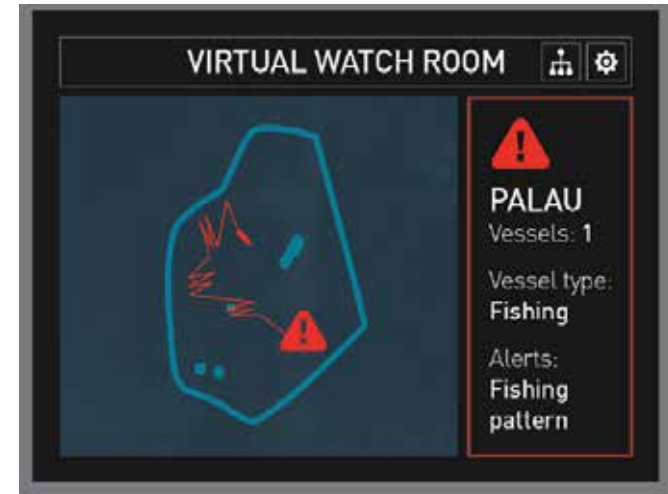 VIRTUAL WATCH ROOM
PALAU
Vessels: 1
Vessel type:
Fishing
Alerts:
Fishing
pattern